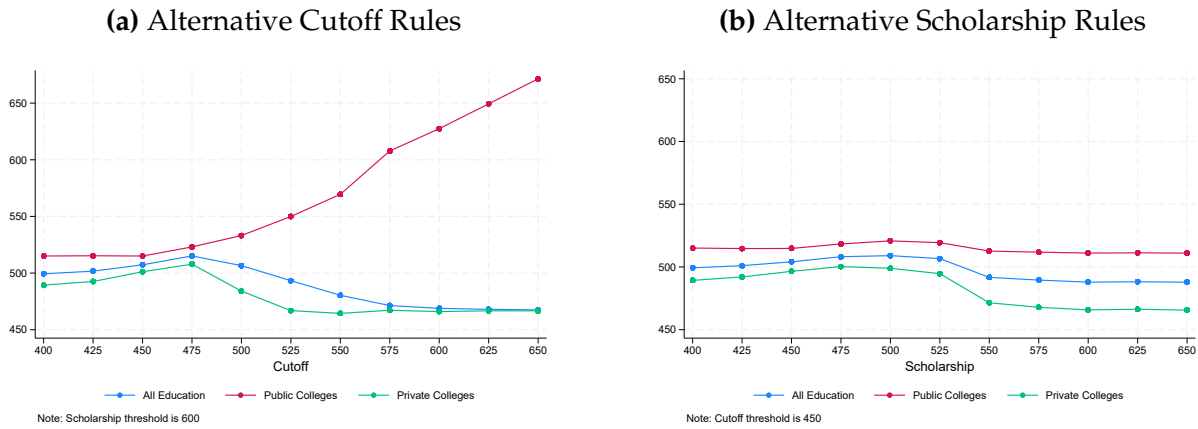 (a) Alternative Cutoff Rules
650
600
550
500
450
400 425 450 475 500 525 550 575 600 625 650
Cutoff
All Education Public Colleges Private Colleges
Note: Scholarship threshold is 600
(b) Alternative Scholarship Rules
650
600
550
500
450
400 425 450 475 500 525 550 575 600 625 650
Scholarship
All Education Public Colleges Private Colleges
Note: Cutoff threshold is 450